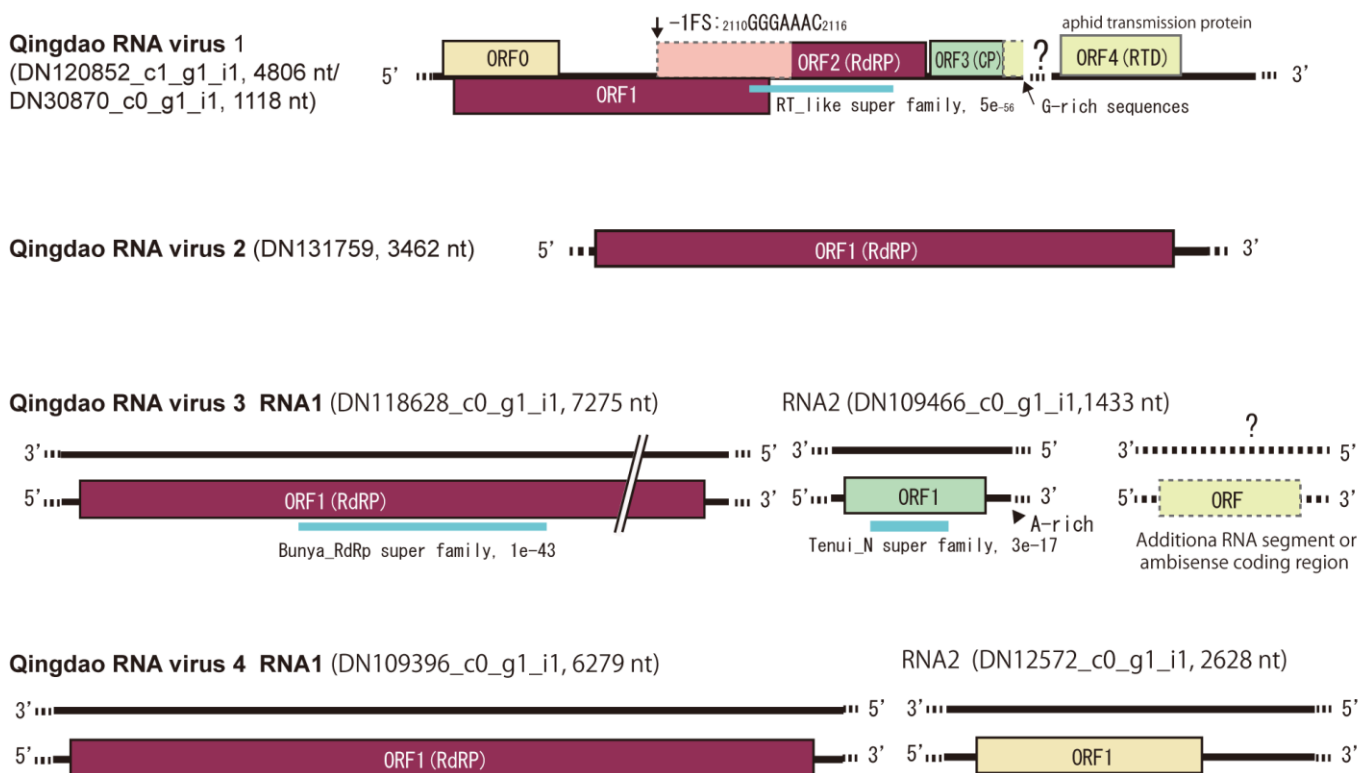 Qingdao RNA virus 1
(DN120852_c1_g1_i1, 4806 nt/
DN30870_c0_g1_i1, 1118 nt)
-1FS: 2110GGGAAAC2116
aphid transmission protein
5’ ORF0 ORF2 (RdRP) ORF3 (CP) ? ORF4 (RTD) 3’
ORF1
RT_like super family, 5e-56
G-rich sequences
Qingdao RNA virus 2 (DN131759, 3462 nt)
5’ ORF1 (RdRP) 3’
Qingdao RNA virus 3 RNA1 (DN118628_c0_g1_i1, 7275 nt)
3’ 5’
5’ ORF1 (RdRP) 3’
Bunya_RdRp super family, 1e-43
RNA2 (DN109466_c0_g1_i1,1433 nt)
3’ 5’
5’ ORF1 3’
A-rich
Tenui_N super family, 3e-17
?
3’ 5’
5’ ORF 3’
Additiona RNA segment or
ambisense coding region
Qingdao RNA virus 4 RNA1 (DN109396_c0_g1_i1, 6279 nt)
3’ 5’
5’ ORF1 (RdRP) 3’
RNA2 (DN12572_c0_g1_i1, 2628 nt)
3’ 5’
5’ ORF1 3’